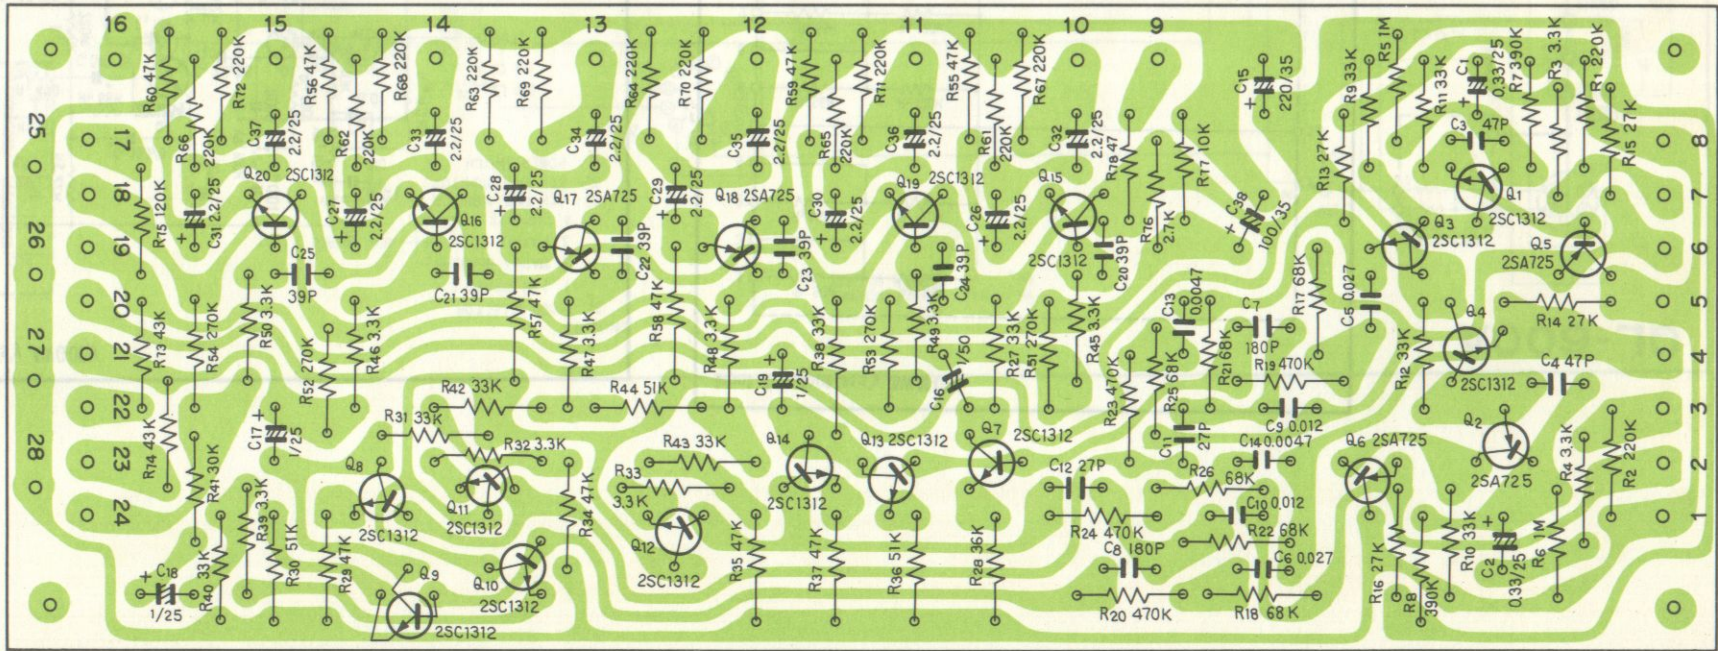 16 14 13 12 11 10 9
R60 47K
R72 220K
R56 47K
R68 220K
R63 220K
R69 220K
R64 220K
R70 220K
R59 47K
R71 220K
R55 47K
R67 220K
C15
220/35
R9 33K
R5 1M
R11 33K
C1
0.33/25
R7 390K
R3 3.3K
R1 220K
25
17
R66
220K
C37
2.2/25
R62
220K
C33
2.2/25
C34
2.2/25
C35
2.2/25
R65
220K
C36
2.2/25
R61
220K
C32
2.2/25
R18 47
R77 10K
R13 27K
C3 47P
R15 27K
8
18
R15 120K
C31
2.2/25
Q20
2SC1312
C27
2.2/25
Q16
2SC1312
C28
2.2/25
Q17 2SA725
C29
2.2/25
Q18 2SA725
C30
2.2/25
Q19
2SC1312
C26
2.2/25
Q15
2SC1312
R76
2.7K
C38
100/35
Q1
2SC1312
7
26
19
C25
39P
C21 39P
C22 39P
C23 39P
C24 39P
C20 39P
Q3
2SC1312
Q5
2SA725
6
20
R73 43K
R54 270K
R50 3.3K
R57 47K
R58 47K
C13
0.0047
C7
180P
R17 68K
C5 0.027
Q4
2SC1312
R14 27K
5
27
21
R52 270K
R46 3.3K
R47 3.3K
R48 3.3K
C19
1/25
R38 33K
R53 270K
R49 3.3K
C16
1/50
R27 33K
R51 270K
R45 3.3K
R23 470K
R25 68K
R21 68K
R19 470K
R12 33K
C4 47P
4
22
R74 43K
C17
1/25
R42 33K
R44 51K
R31 33K
C11
27P
C9 0.012
3
28
23
R41 30K
Q8
2SC1312
R32 3.3K
Q11
2SC1312
R43 33K
R33
3.3K
Q14
2SC1312
Q13 2SC1312
Q7
2SC1312
C12 27P
C14 0.0047
R26
68K
Q6 2SA725
Q2
2SA725
R4 3.3K
R2 220K
2
24
R39 3.3K
R34 47K
Q12
2SC1312
R24 470K
C10 0.012
R22 68K
1
C18
1/25
R40 33K
R30 51K
R29 47K
Q9
2SC1312
Q10
2SC1312
R35 47K
R37 47K
R36 51K
R28 36K
C8 180P
R20 470K
C6 0.027
R18 68K
R16 27K
R8
390K
R10 33K
C2
0.33/25
R6 1M